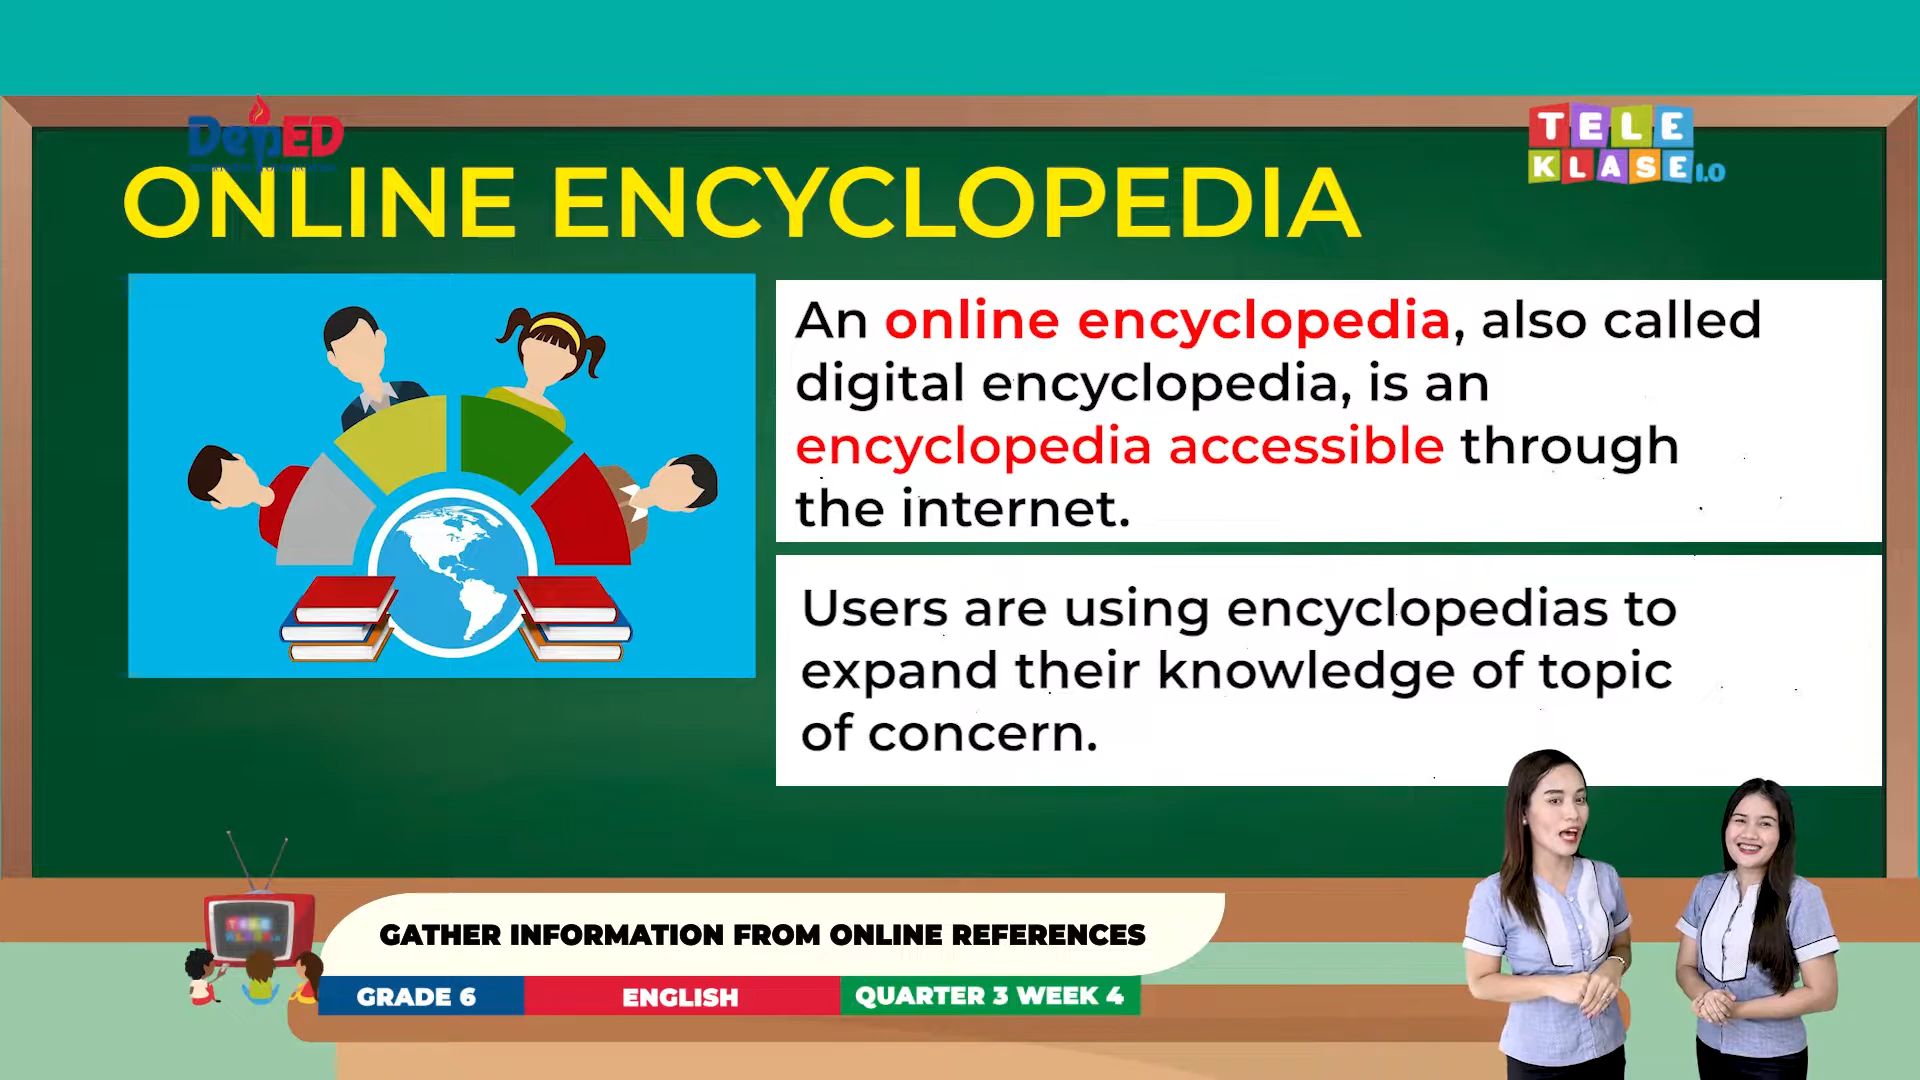 DepED
TELE
KLASE 1.0
ONLINE ENCYCLOPEDIA
An online encyclopedia, also called
digital encyclopedia, is an
encyclopedia accessible through
the internet.
Users are using encyclopedias to
expand their knowledge of topic
of concern.
TELE
KLASE
GATHER INFORMATION FROM ONLINE REFERENCES
GRADE 6
ENGLISH
QUARTER 3 WEEK 4